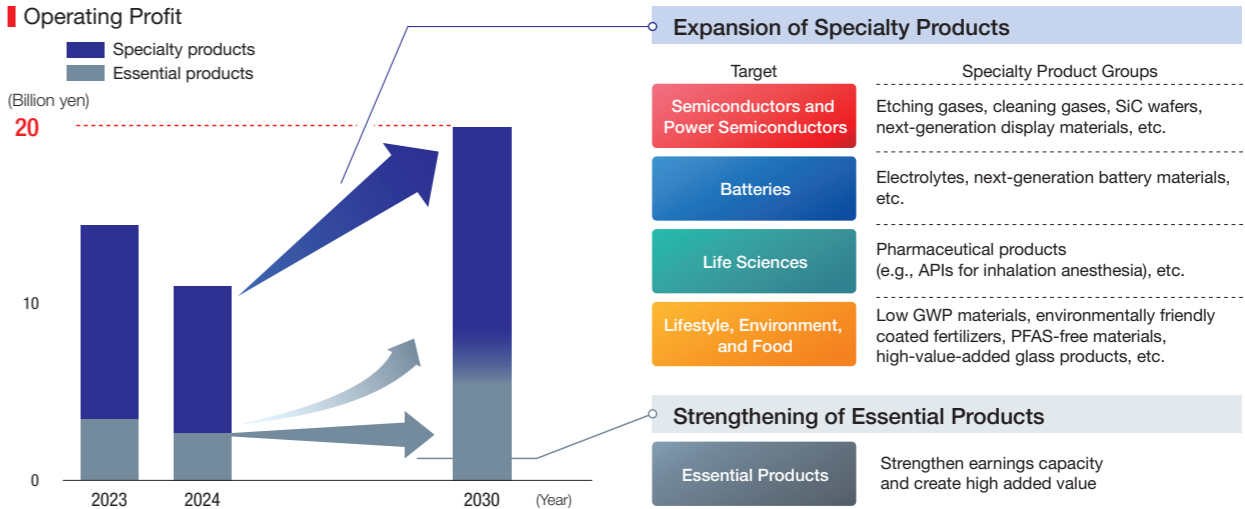 Operating Profit
Specialty products
Essential products
(Billion yen)
20
10
0
2023
2024
2030
(Year)
Expansion of Specialty Products
Target
Specialty Product Groups
Semiconductors and
Power Semiconductors
Etching gases, cleaning gases, SiC wafers,
next-generation display materials, etc.
Batteries
Electrolytes, next-generation battery materials,
etc.
Life Sciences
Pharmaceutical products
(e.g., APIs for inhalation anesthesia), etc.
Lifestyle, Environment,
and Food
Low GWP materials, environmentally friendly
coated fertilizers, PFAS-free materials,
high-value-added glass products, etc.
Strengthening of Essential Products
Essential Products
Strengthen earnings capacity
and create high added value